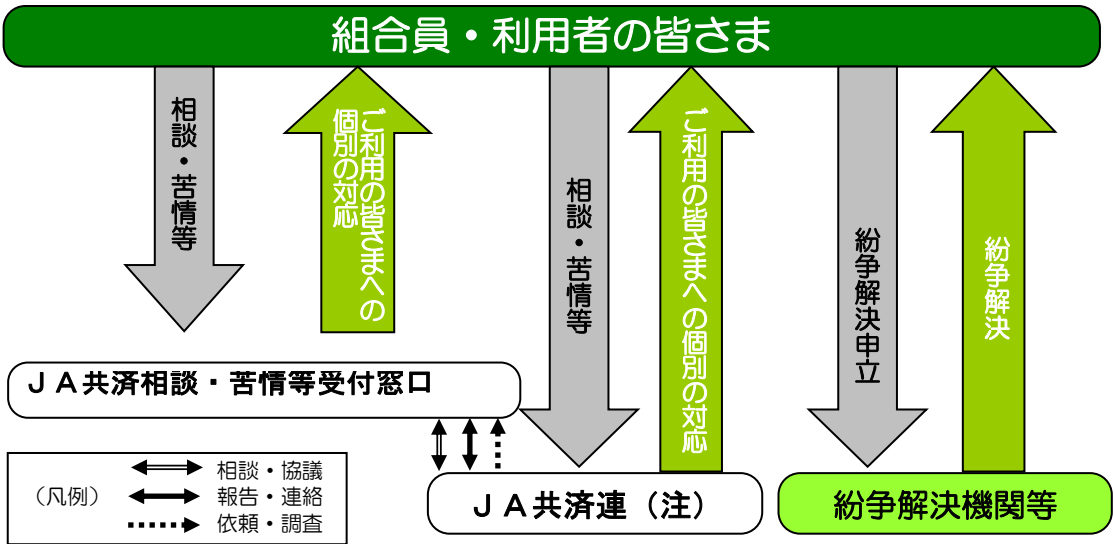 組合員・利用者の皆さま
相談・苦情等
ご利用の皆さまへの
個別の対応
相談・苦情等
ご利用の皆さまへの個別の対応
紛争解決申立
紛争解決
ＪＡ共済相談・苦情等受付窓口
（凡例）
相談・協議
報告・連絡
依頼・調査
ＪＡ共済連（注）
紛争解決機関等